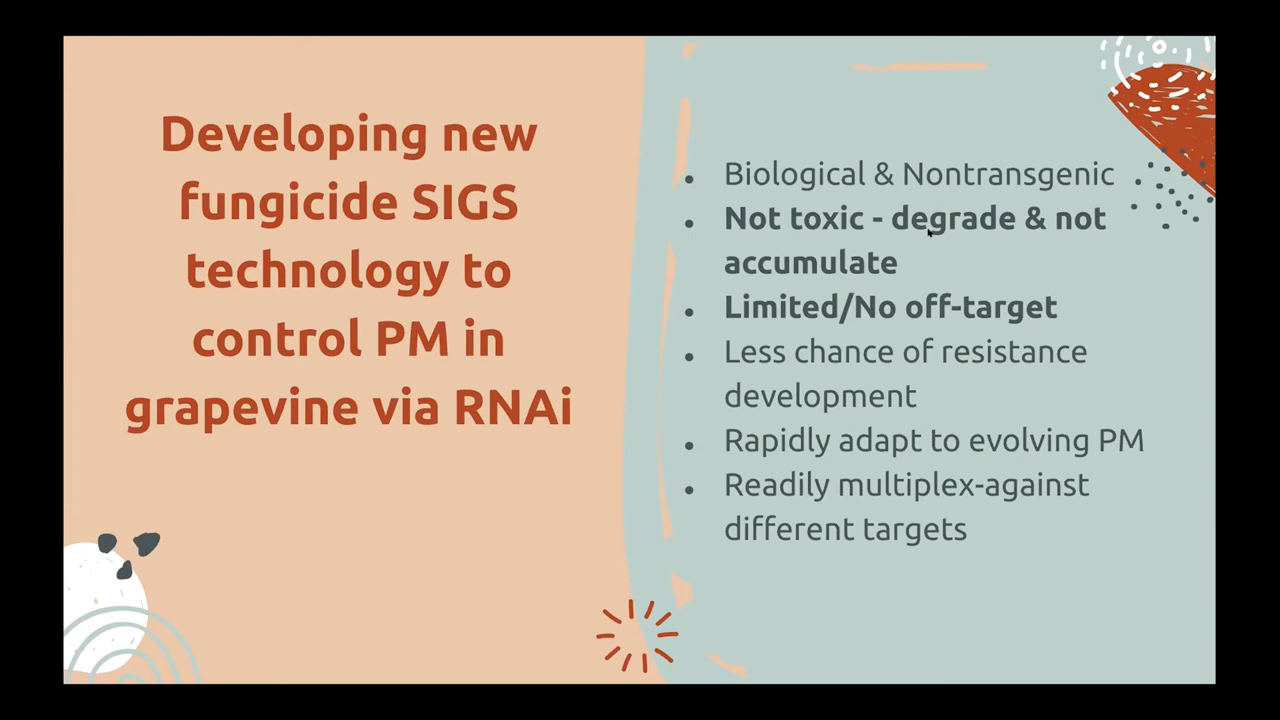 Developing new
fungicide SIGS
technology to
control PM in
grapevine via RNAi
Biological & Nontransgenic
Not toxic - degrade & not
accumulate
Limited/No off-target
Less chance of resistance
development
Rapidly adapt to evolving PM
Readily multiplex-against
different targets